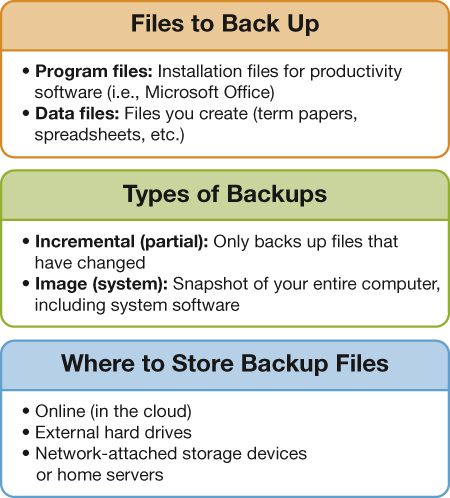 Files to Back Up
• Program files: Installation files for productivity
software (i.e., Microsoft Office)
• Data files: Files you create (term papers,
spreadsheets, etc.)
Types of Backups
• Incremental (partial): Only backs up files that
have changed
• Image (system): Snapshot of your entire computer,
including system software
Where to Store Backup Files
• Online (in the cloud)
• External hard drives
• Network-attached storage devices
or home servers